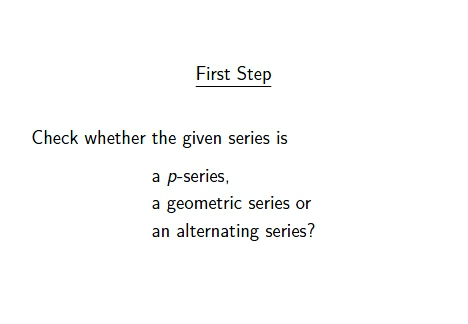 First Step
Check whether the given series is
a p-series,
a geometric series or
an alternating series?